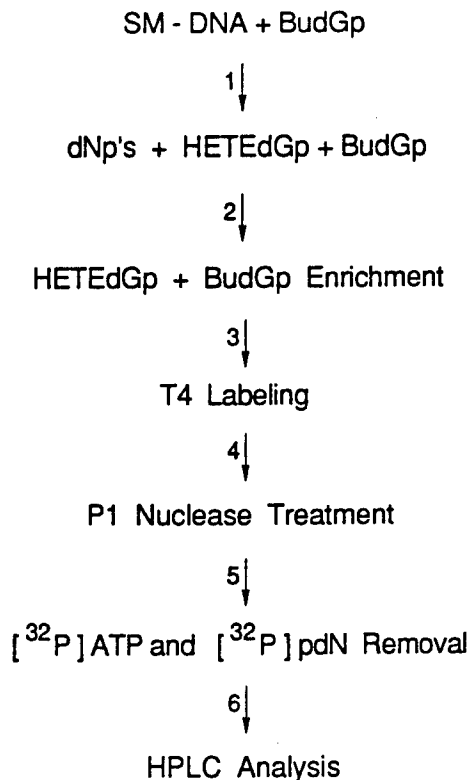 SM - DNA + BudGp
1
dNp's + HETEdGp + BudGp
2
HETEdGp + BudGp Enrichment
3
T4 Labeling
4
P1 Nuclease Treatment
5
[ 32P ] ATP and [ 32P ] pdN Removal
6
HPLC Analysis